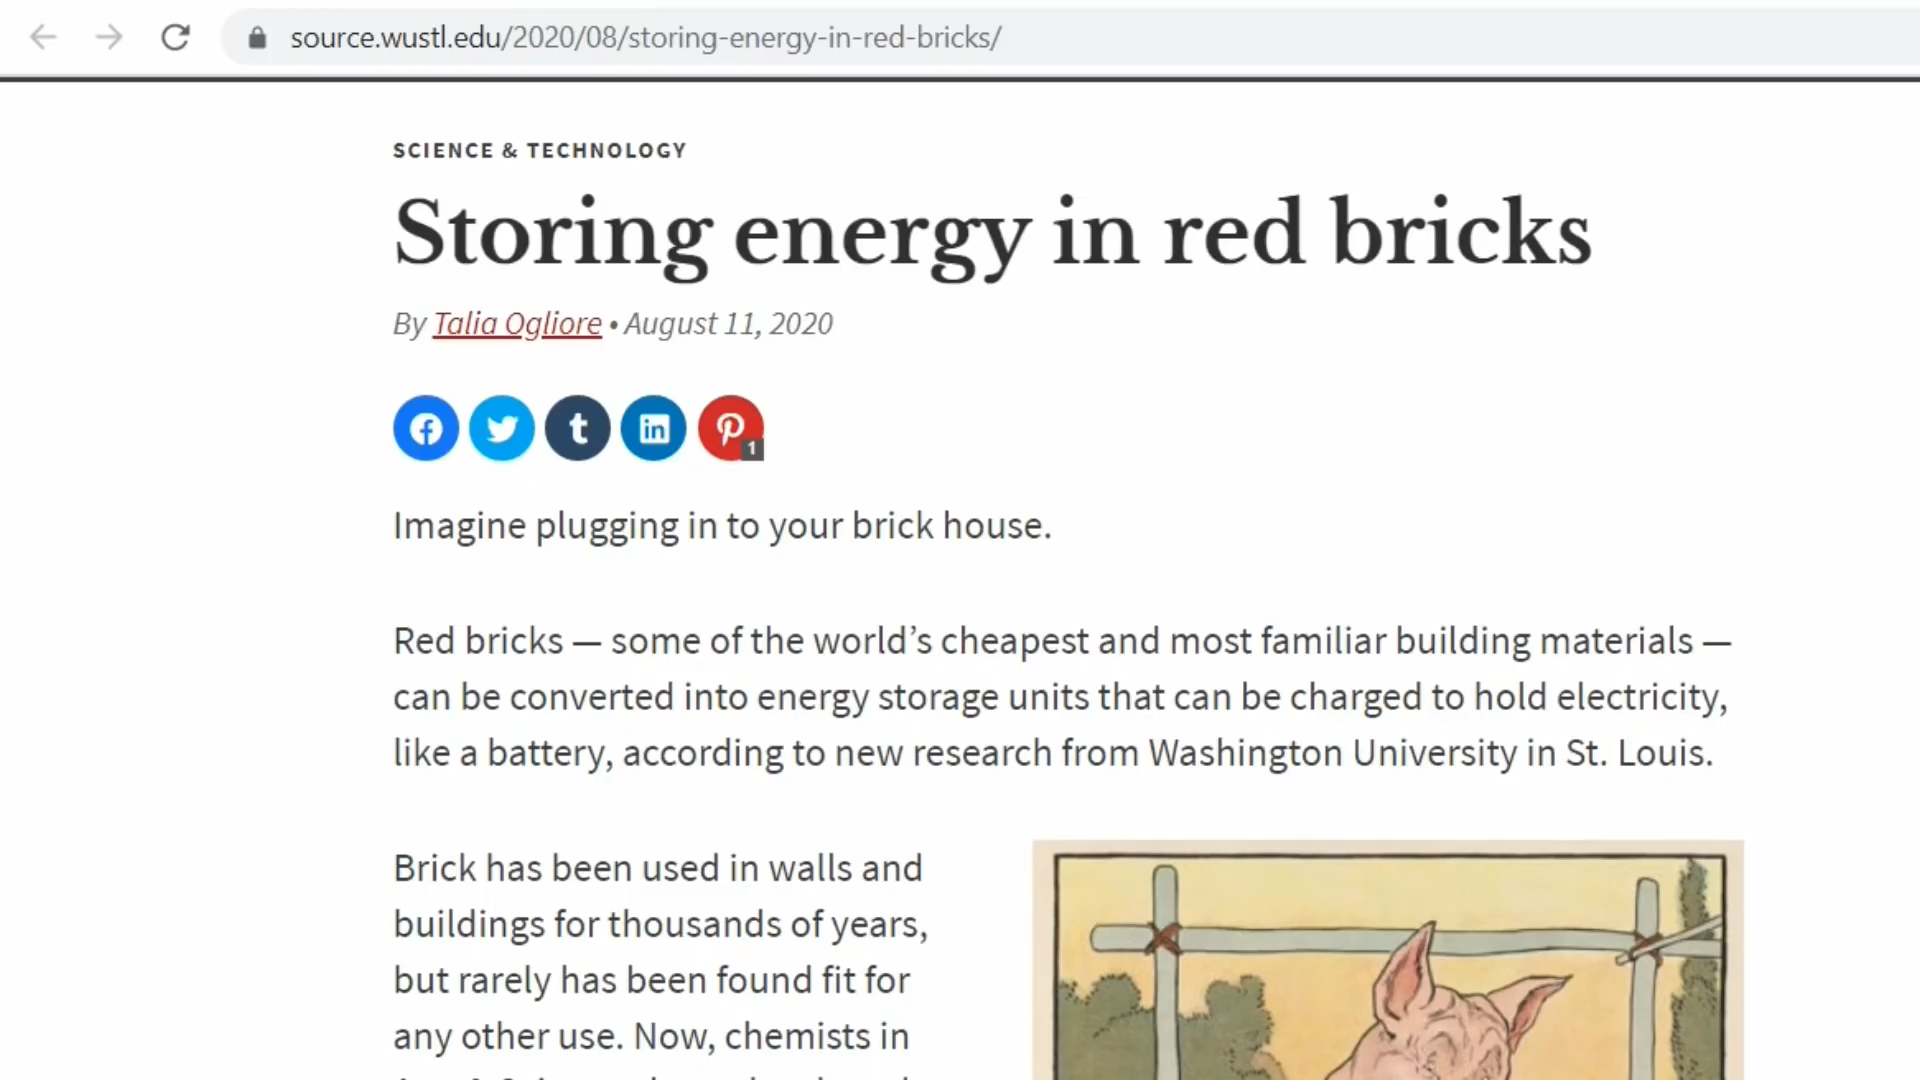 source.wustl.edu/2020/08/storing-energy-in-red-bricks/
SCIENCE & TECHNOLOGY
Storing energy in red bricks
By Talia Ogliore • August 11, 2020
1
Imagine plugging in to your brick house.
Red bricks — some of the world’s cheapest and most familiar building materials —
can be converted into energy storage units that can be charged to hold electricity,
like a battery, according to new research from Washington University in St. Louis.
Brick has been used in walls and
buildings for thousands of years,
but rarely has been found fit for
any other use. Now, chemists in